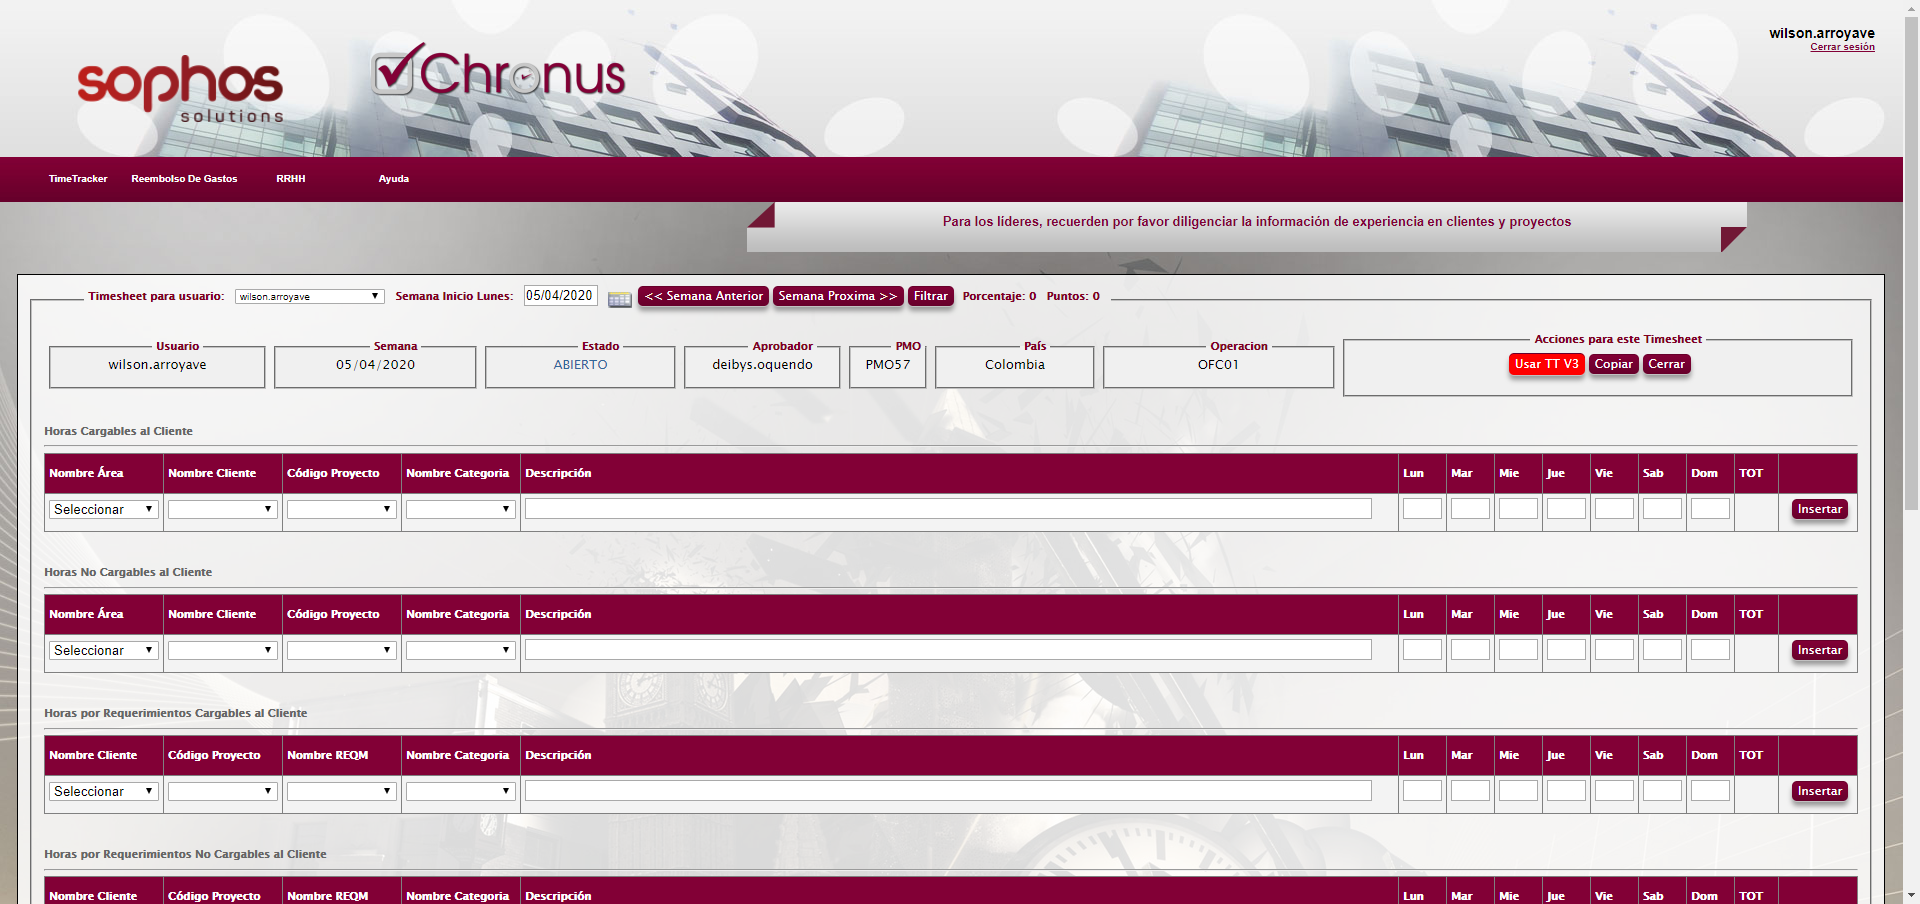 wilson.arroyave
Cerrar sesión
sophos
solutions
Chronus
TimeTracker Reembolso De Gastos RRHH Ayuda
Para los líderes, recuerden por favor diligenciar la información de experiencia en clientes y proyectos
Timesheet para usuario: wilson.arroyave Semana Inicio Lunes: 05/04/2020 << Semana Anterior Semana Proxima >> Filtrar Porcentaje: 0 Puntos: 0
Usuario Semana Estado Aprobador PMO País Operacion Acciones para este Timesheet
wilson.arroyave 05/04/2020 ABIERTO deibys.oquendo PMO57 Colombia OFC01 Usar TT V3 Copiar Cerrar
Horas Cargables al Cliente
Nombre Área Nombre Cliente Código Proyecto Nombre Categoria Descripción Lun Mar Mie Jue Vie Sab Dom TOT
Seleccionar Insertar
Horas No Cargables al Cliente
Nombre Área Nombre Cliente Código Proyecto Nombre Categoria Descripción Lun Mar Mie Jue Vie Sab Dom TOT
Seleccionar Insertar
Horas por Requerimientos Cargables al Cliente
Nombre Cliente Código Proyecto Nombre REQM Nombre Categoria Descripción Lun Mar Mie Jue Vie Sab Dom TOT
Seleccionar Insertar
Horas por Requerimientos No Cargables al Cliente
Nombre Cliente Código Proyecto Nombre REQM Nombre Categoria Descripción Lun Mar Mie Jue Vie Sab Dom TOT